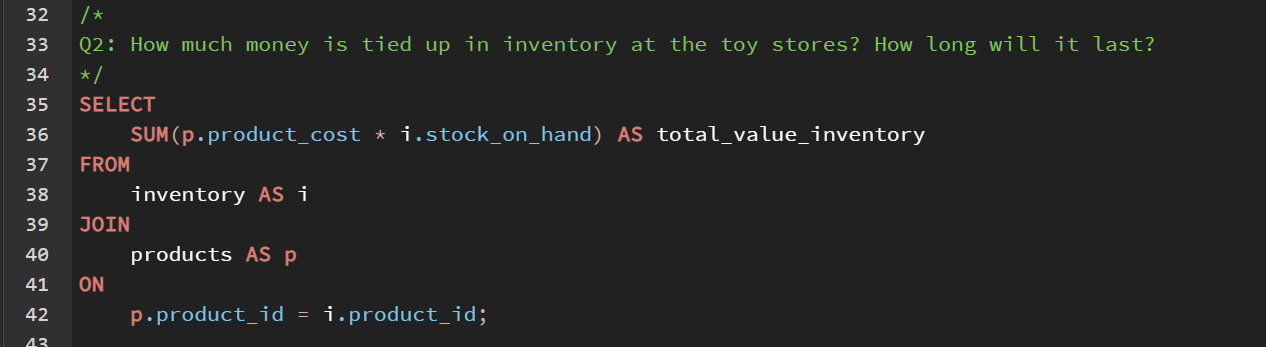 32 /*
33 Q2: How much money is tied up in inventory at the toy stores? How long will it last?
34 */
35 SELECT
36     SUM(p.product_cost * i.stock_on_hand) AS total_value_inventory
37 FROM
38     inventory AS i
39 JOIN
40     products AS p
41 ON
42     p.product_id = i.product_id;
43